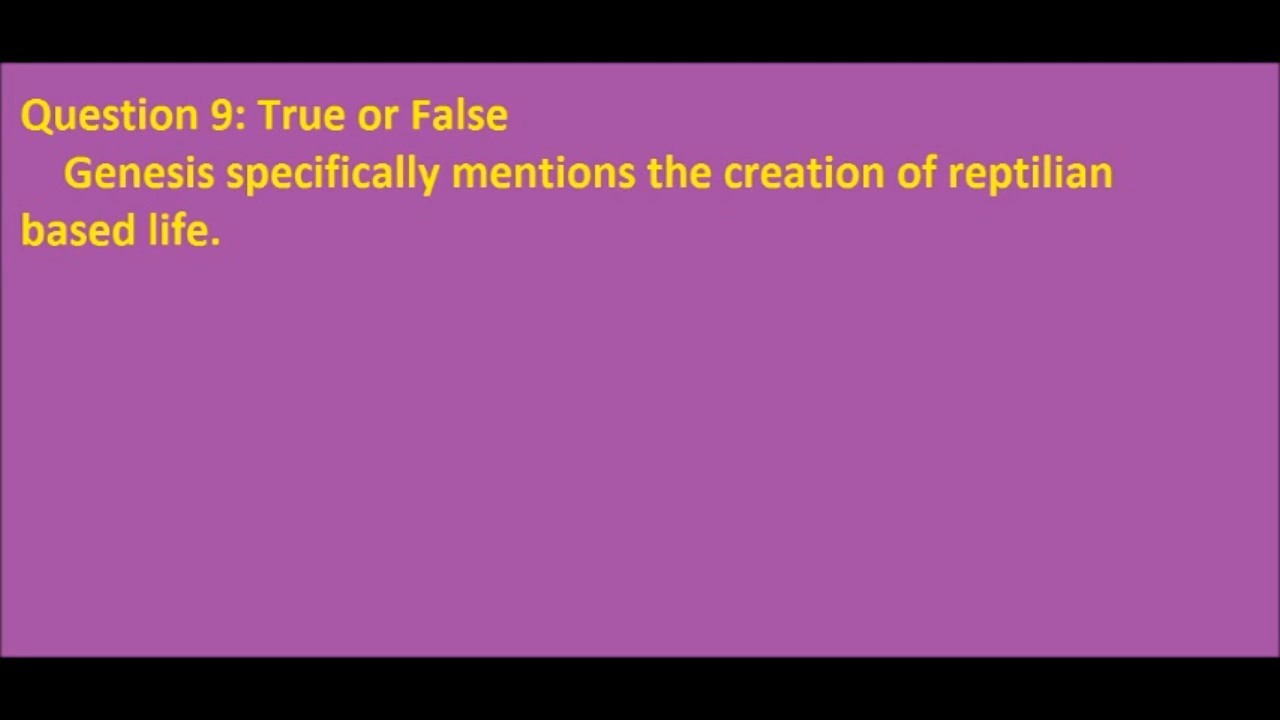 Question 9: True or False
Genesis specifically mentions the creation of reptilian
based life.